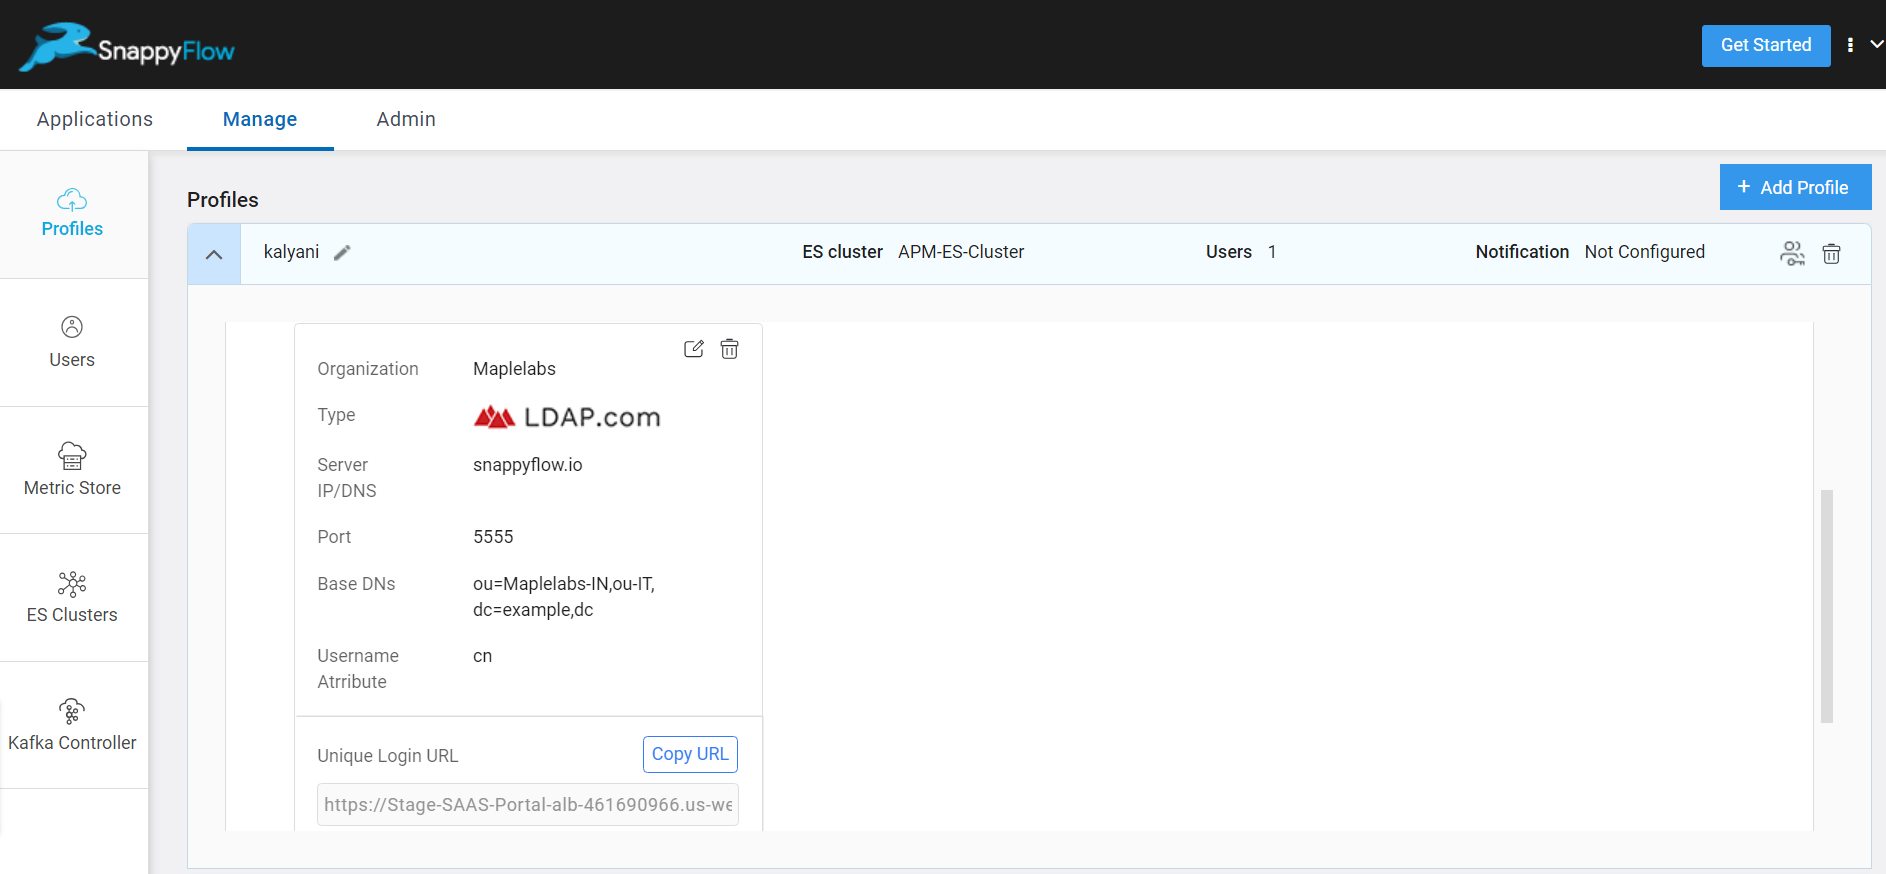 SnappyFlow
Get Started
Applications
Manage
Admin
Profiles
Users
Metric Store
ES Clusters
Kafka Controller
Profiles
+ Add Profile
kalyani
ES cluster APM-ES-Cluster
Users 1
Notification Not Configured
Organization Maplelabs
Type LDAP.com
Server snappyflow.io
IP/DNS
Port 5555
Base DNs ou=Maplelabs-IN,ou-IT,
dc=example,dc
Username cn
Atrribute
Unique Login URL
Copy URL
https://Stage-SAAS-Portal-alb-461690966.us-we